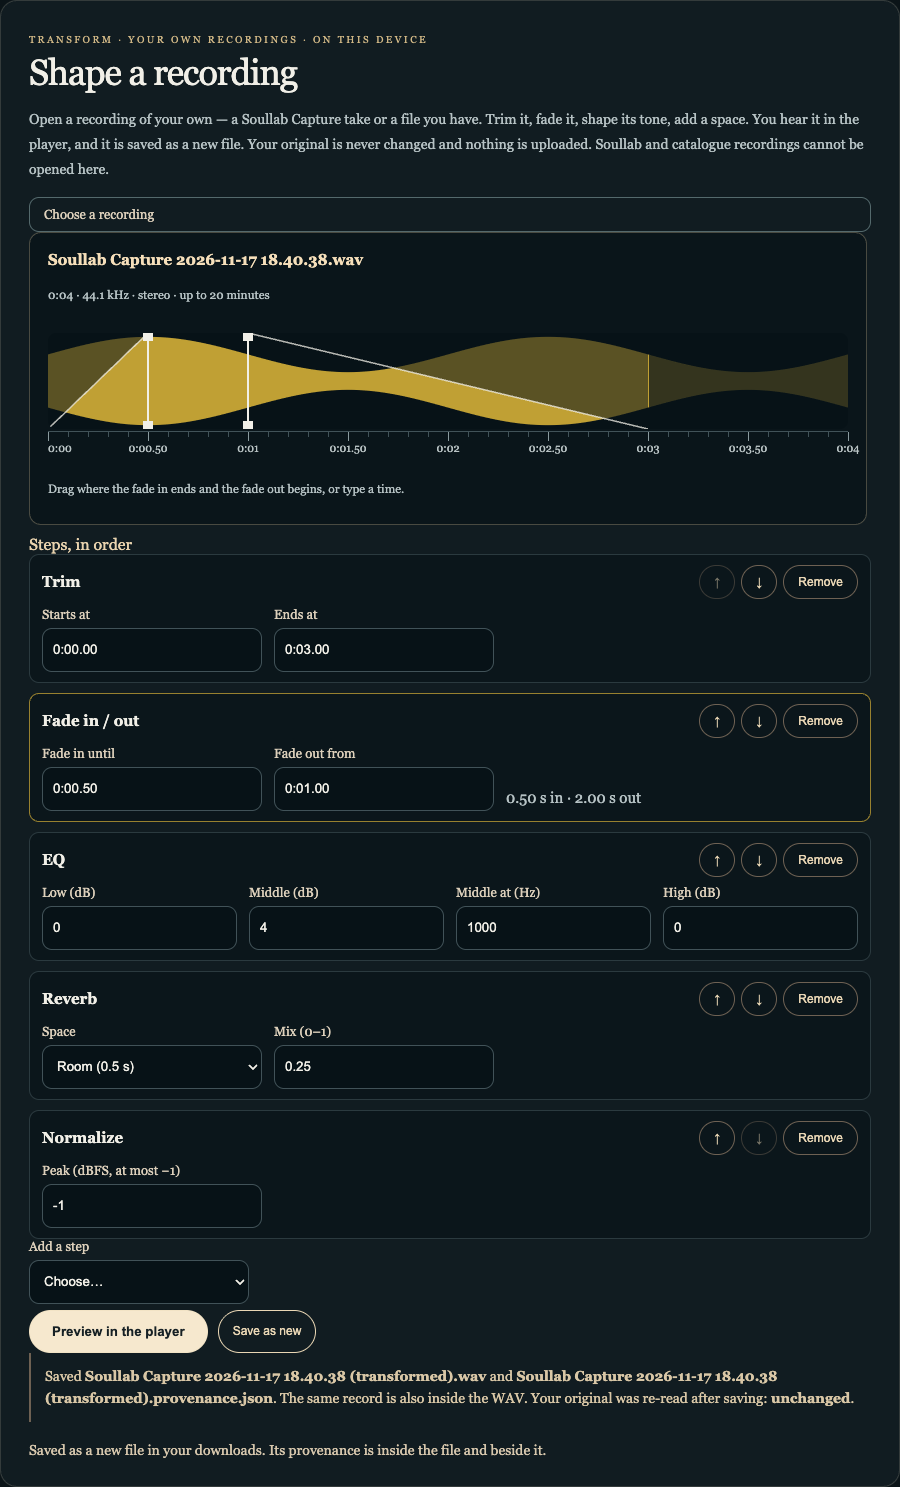 TRANSFORM · YOUR OWN RECORDINGS · ON THIS DEVICE
Shape a recording
Open a recording of your own — a Soullab Capture take or a file you have. Trim it, fade it, shape its tone, add a space. You hear it in the
player, and it is saved as a new file. Your original is never changed and nothing is uploaded. Soullab and catalogue recordings cannot be
opened here.
Choose a recording
Soullab Capture 2026-11-17 18.40.38.wav
0:04 · 44.1 kHz · stereo · up to 20 minutes
0:00 0:00.50 0:01 0:01.50 0:02 0:02.50 0:03 0:03.50 0:04
Drag where the fade in ends and the fade out begins, or type a time.
Steps, in order
Trim ↑ ↓ Remove
Starts at Ends at
0:00.00 0:03.00
Fade in / out ↑ ↓ Remove
Fade in until Fade out from
0:00.50 0:01.00 0.50 s in · 2.00 s out
EQ ↑ ↓ Remove
Low (dB) Middle (dB) Middle at (Hz) High (dB)
0 4 1000 0
Reverb ↑ ↓ Remove
Space Mix (0–1)
Room (0.5 s) 0.25
Normalize ↑ ↓ Remove
Peak (dBFS, at most −1)
-1
Add a step
Choose…
Preview in the player Save as new
Saved Soullab Capture 2026-11-17 18.40.38 (transformed).wav and Soullab Capture 2026-11-17 18.40.38
(transformed).provenance.json. The same record is also inside the WAV. Your original was re-read after saving: unchanged.
Saved as a new file in your downloads. Its provenance is inside the file and beside it.